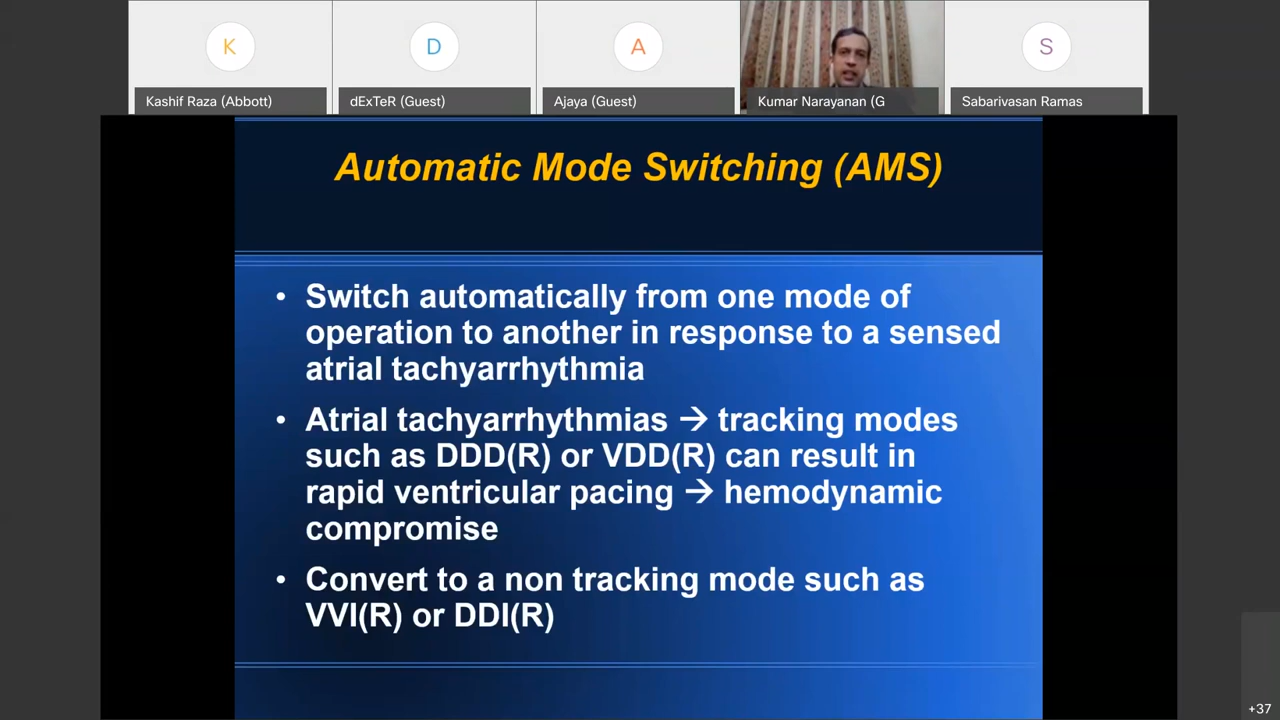 K
D
A
S
Kashif Raza (Abbott)
dExTeR (Guest)
Ajaya (Guest)
Kumar Narayanan (G
Sabarivasan Ramas
Automatic Mode Switching (AMS)
• Switch automatically from one mode of
operation to another in response to a sensed
atrial tachyarrhythmia
• Atrial tachyarrhythmias → tracking modes
such as DDD(R) or VDD(R) can result in
rapid ventricular pacing → hemodynamic
compromise
• Convert to a non tracking mode such as
VVI(R) or DDI(R)
+37